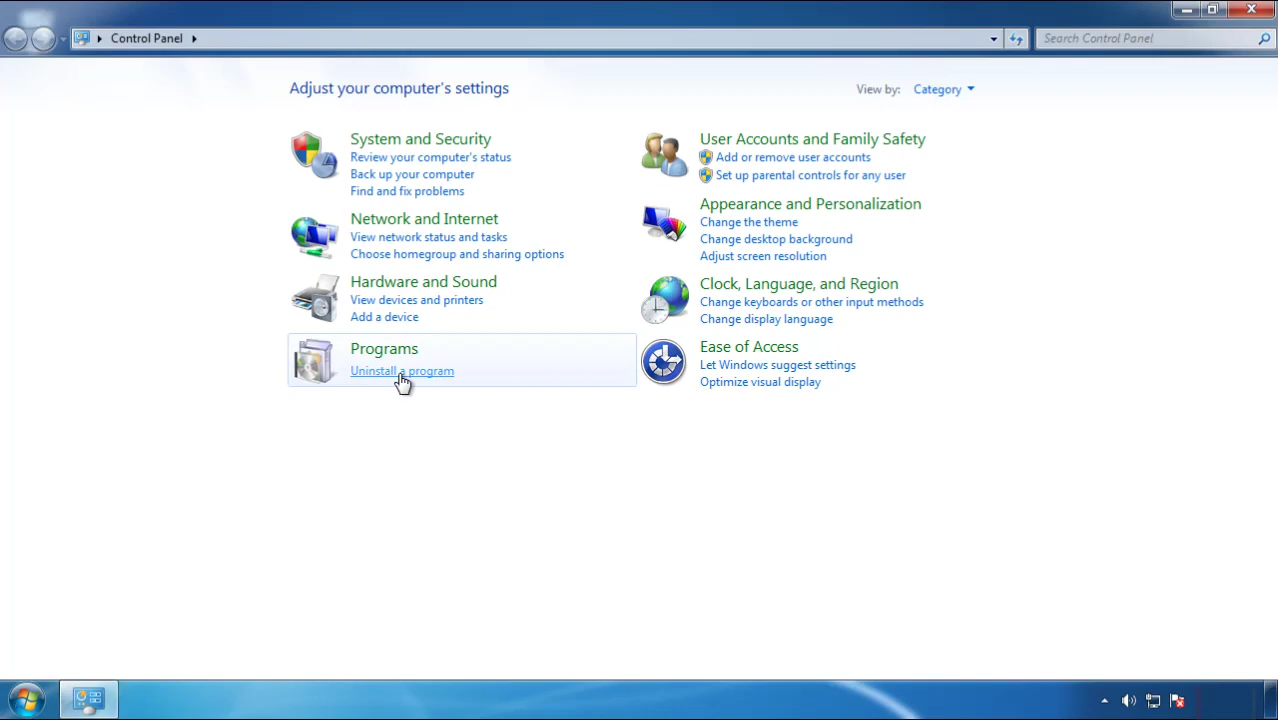 Control Panel
Search Control Panel
Adjust your computer's settings
View by: Category
System and Security
Review your computer's status
Back up your computer
Find and fix problems
Network and Internet
View network status and tasks
Choose homegroup and sharing options
Hardware and Sound
View devices and printers
Add a device
Programs
Uninstall a program
User Accounts and Family Safety
Add or remove user accounts
Set up parental controls for any user
Appearance and Personalization
Change the theme
Change desktop background
Adjust screen resolution
Clock, Language, and Region
Change keyboards or other input methods
Change display language
Ease of Access
Let Windows suggest settings
Optimize visual display